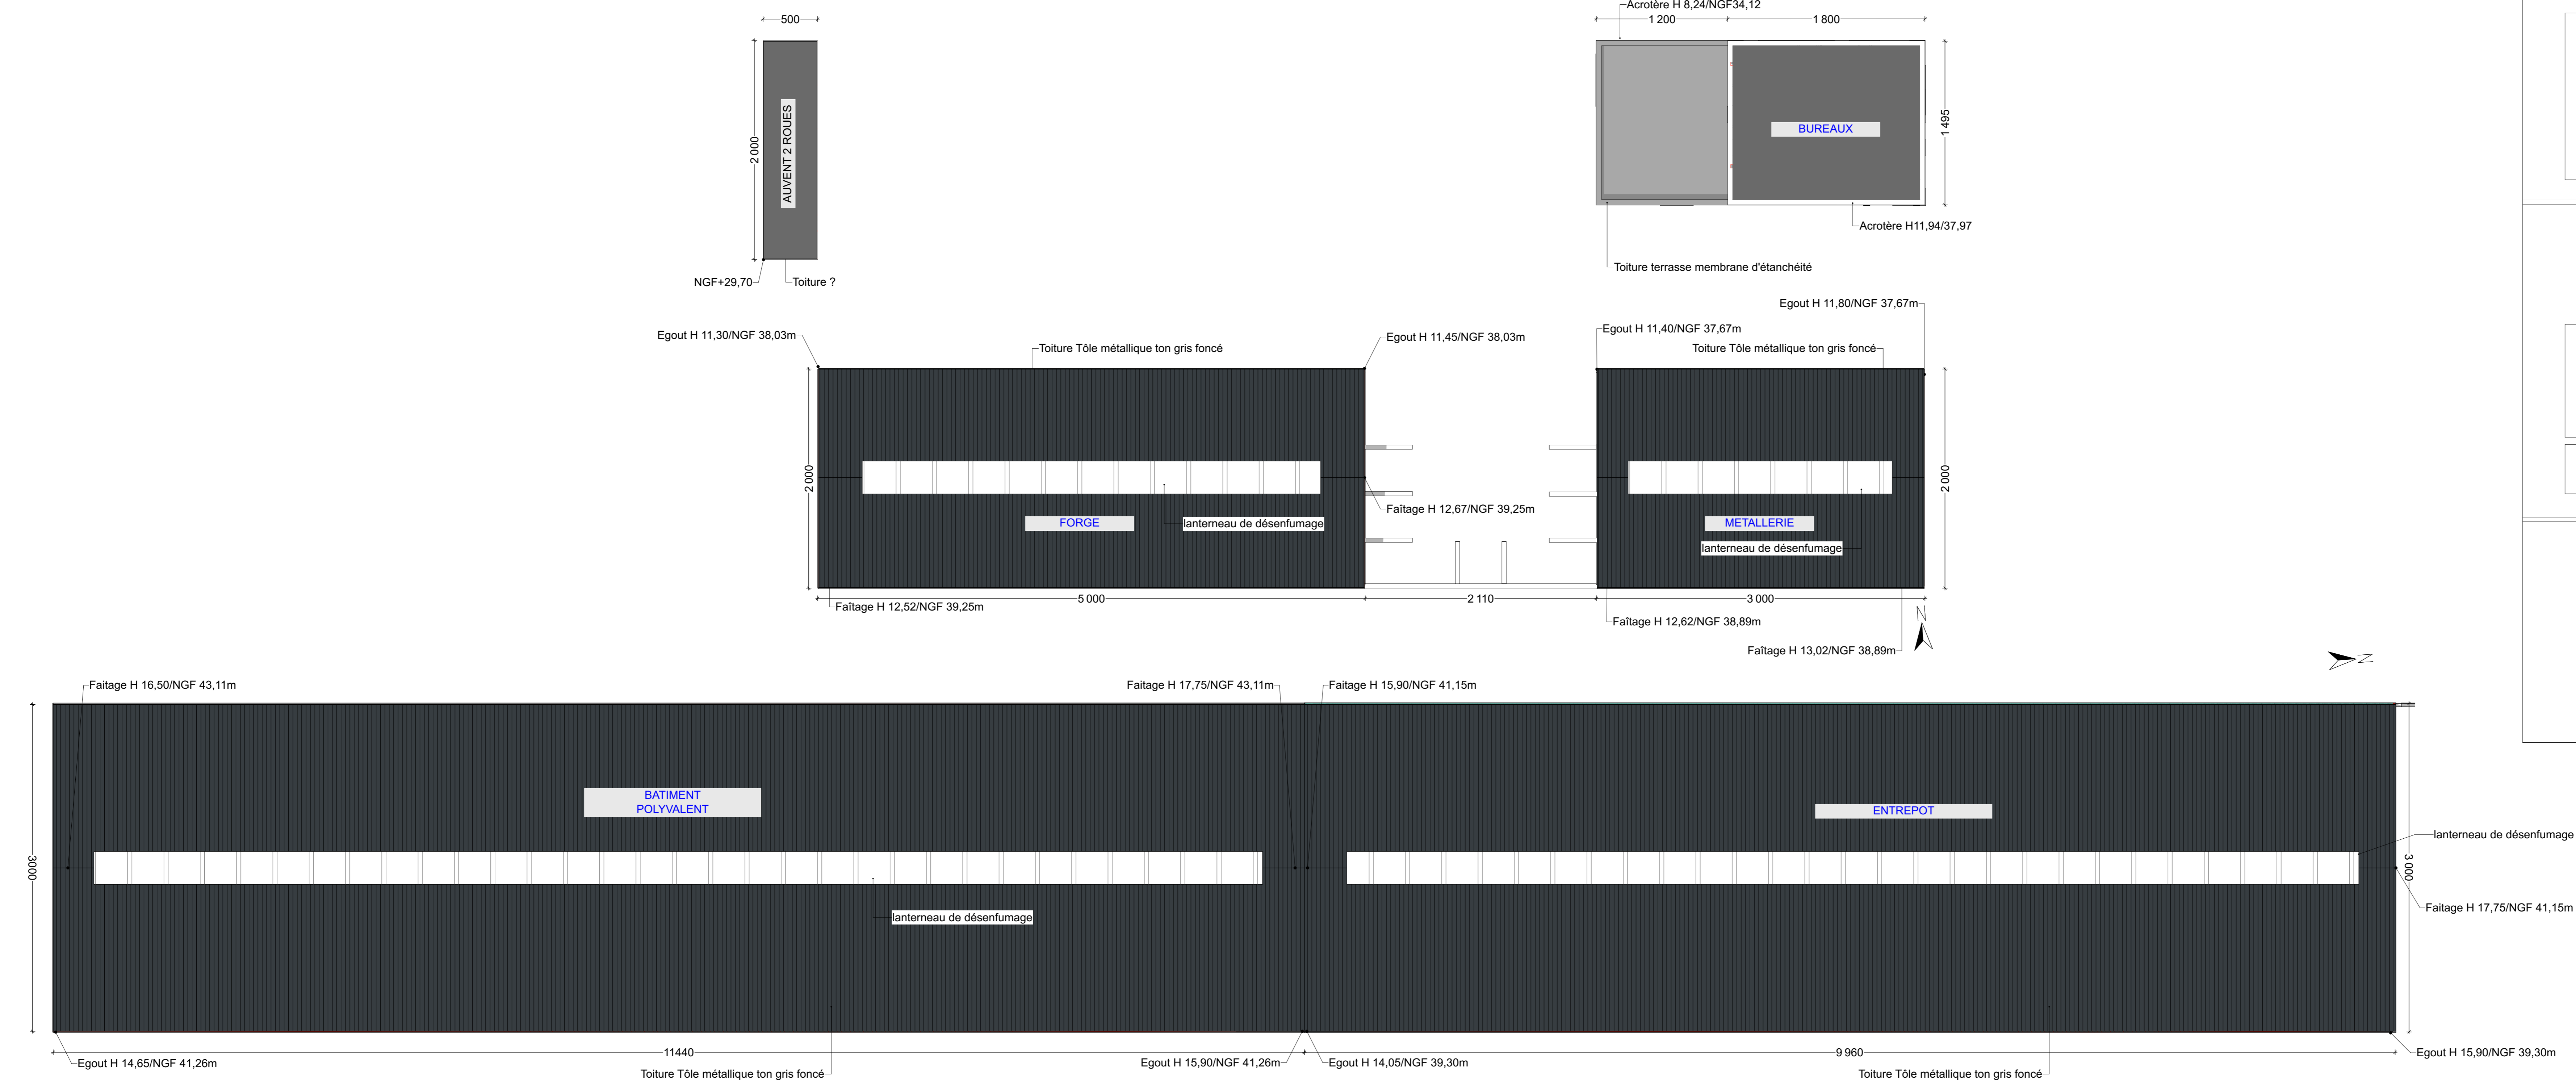 Acrotère H 8,24/NGF34,12
500
1 200
1 800
2 000
AUVENT 2 ROUES
BUREAUX
1 495
Acrotère H11,94/37,97
Toiture terrasse membrane d'étanchéité
NGF+29,70
Toiture ?
Egout H 11,80/NGF 37,67m
Egout H 11,30/NGF 38,03m
Egout H 11,45/NGF 38,03m
Egout H 11,40/NGF 37,67m
Toiture Tôle métallique ton gris foncé
Toiture Tôle métallique ton gris foncé
2 000
2 000
Faîtage H 12,67/NGF 39,25m
FORGE
lanterneau de désenfumage
METALLERIE
lanterneau de désenfumage
5 000
2 110
3 000
Faîtage H 12,52/NGF 39,25m
Faîtage H 12,62/NGF 38,89m
N
Faîtage H 13,02/NGF 38,89m
N
Faitage H 16,50/NGF 43,11m
Faitage H 17,75/NGF 43,11m
Faitage H 15,90/NGF 41,15m
BATIMENT
POLYVALENT
ENTREPOT
lanterneau de désenfumage
3000
3 000
lanterneau de désenfumage
Faitage H 17,75/NGF 41,15m
11440
9 960
Egout H 14,65/NGF 41,26m
Egout H 15,90/NGF 41,26m
Egout H 14,05/NGF 39,30m
Egout H 15,90/NGF 39,30m
Toiture Tôle métallique ton gris foncé
Toiture Tôle métallique ton gris foncé